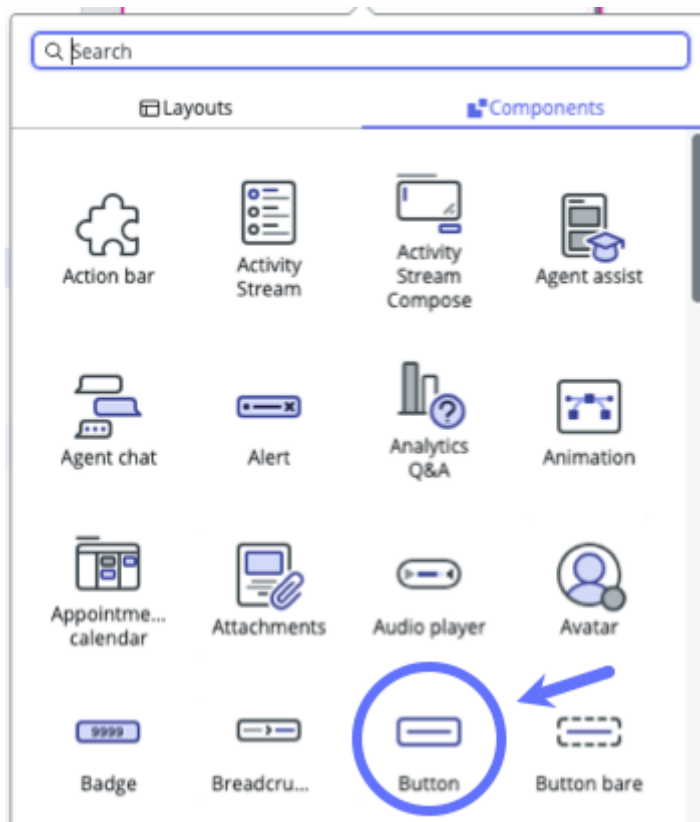 Search
Layouts
Components
Action bar
Activity
Stream
Activity
Stream
Compose
Agent assist
Agent chat
Alert
Analytics
Q&A
Animation
Appointme...
calendar
Attachments
Audio player
Avatar
9999
Badge
Breadcru...
Button
Button bare